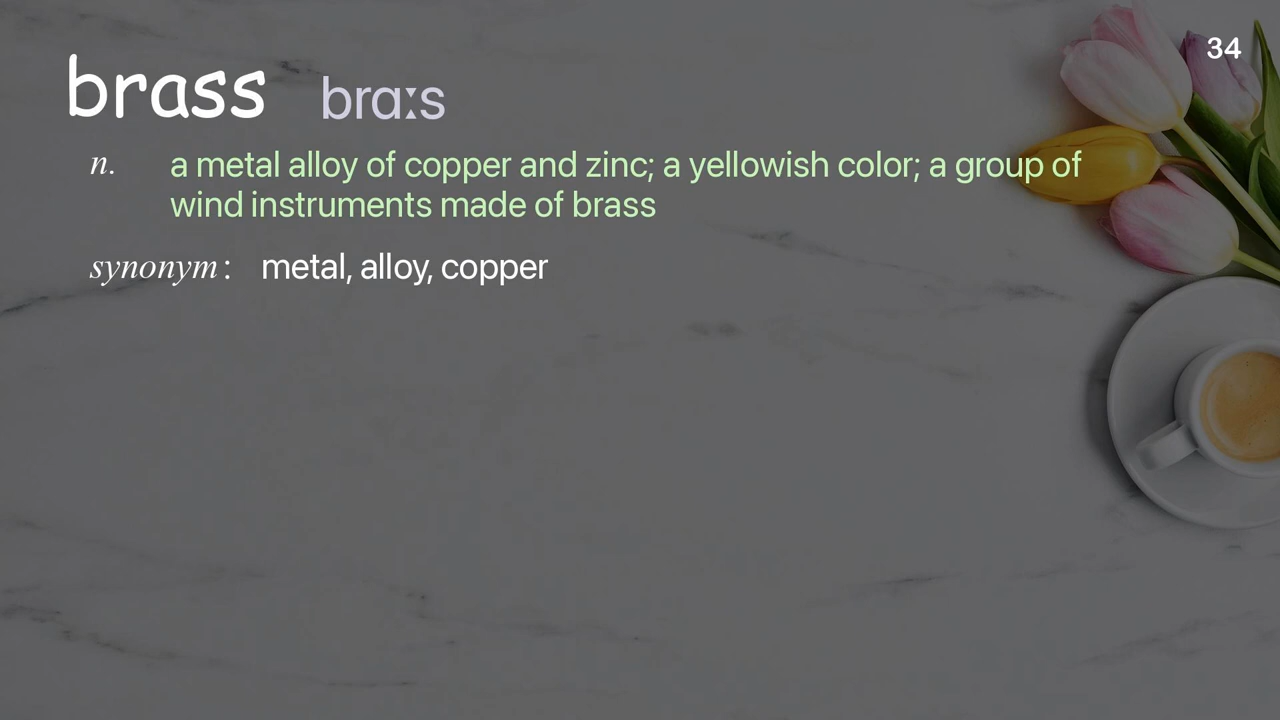 34
brass brɑːs
n. a metal alloy of copper and zinc; a yellowish color; a group of
wind instruments made of brass
synonym: metal, alloy, copper